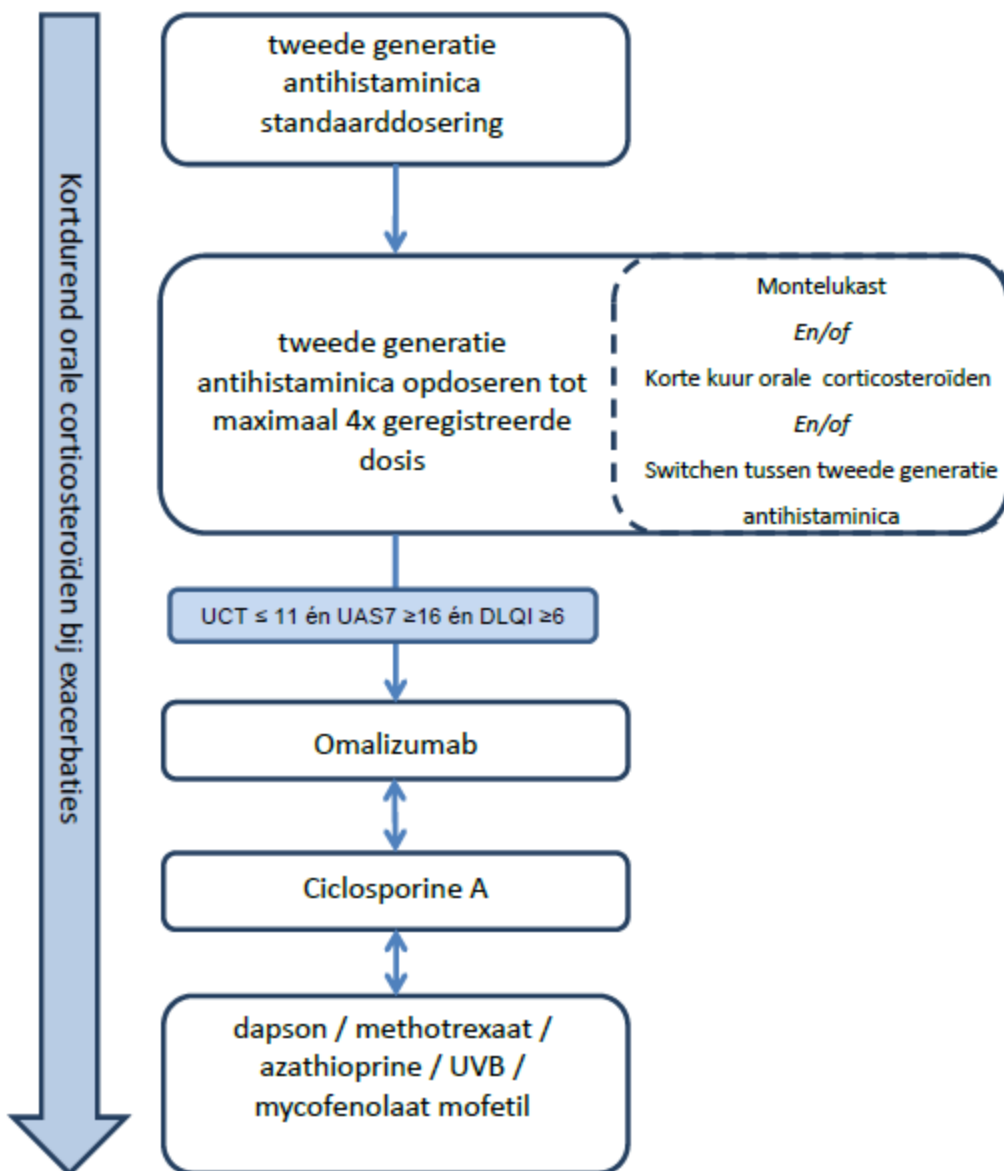 Kortdurend orale corticosteroïden bij exacerbaties
tweede generatie
antihistaminica
standaarddosering
tweede generatie
antihistaminica opdoseren tot
maximaal 4x geregistreerde
dosis
Montelukast
En/of
Korte kuur orale corticosteroïden
En/of
Switchen tussen tweede generatie
antihistaminica
UCT ≤ 11 én UAS7 ≥16 én DLQI ≥6
Omalizumab
Ciclosporine A
dapson / methotrexaat /
azathioprine / UVB /
mycofenolaat mofetil